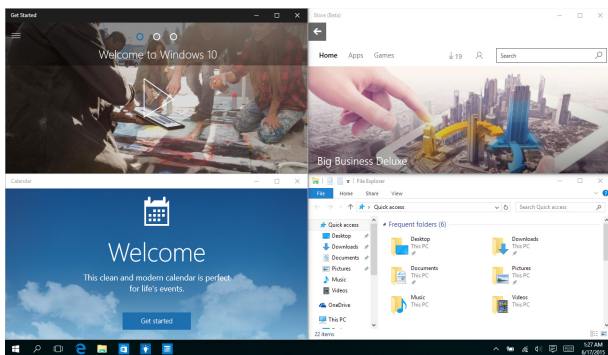 Get Started
Welcome to Windows 10
Store (Beta)
Home Apps Games 19 Search
Big Business Deluxe
Calendar
Welcome
This clean and modern calendar is perfect
for life's events.
Get started
File Explorer
File Home Share View
Quick access Search Quick access
Quick access
Desktop
Downloads
Documents
Pictures
Music
Videos
OneDrive
This PC
Frequent folders (6)
Desktop
This PC
Downloads
This PC
Documents
This PC
Pictures
This PC
Music
This PC
Videos
This PC
22 items
1:27 AM
6/17/2015